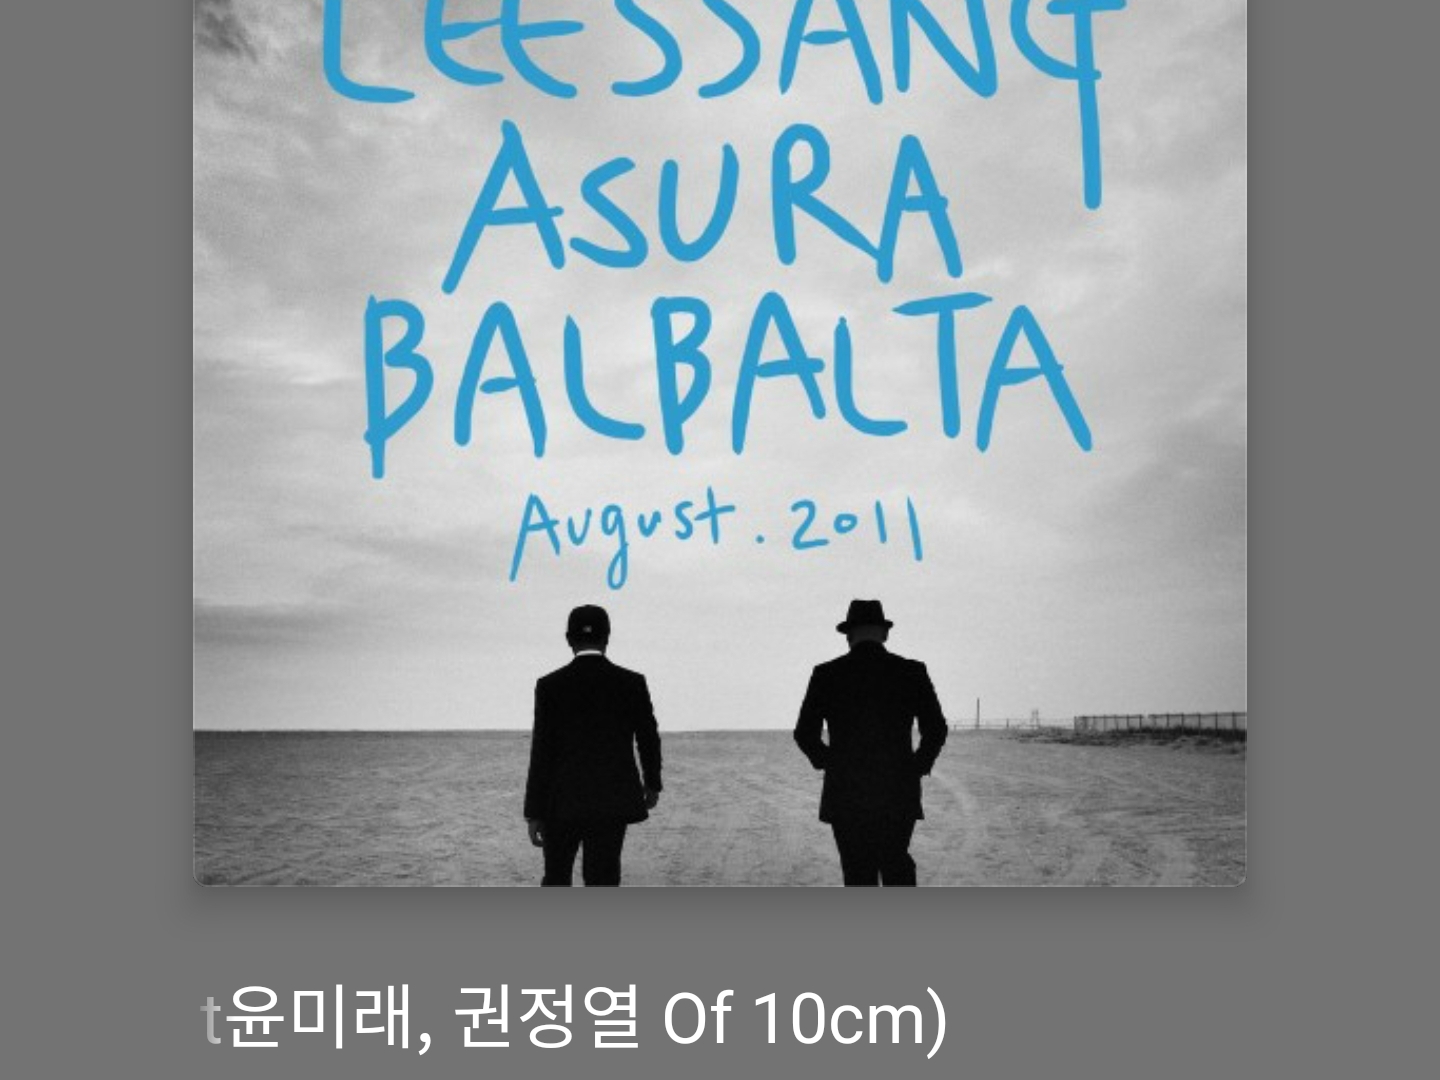 LEESSANG
ASURA
BALBALTA
August. 2011
t윤미래, 권정열 Of 10cm)